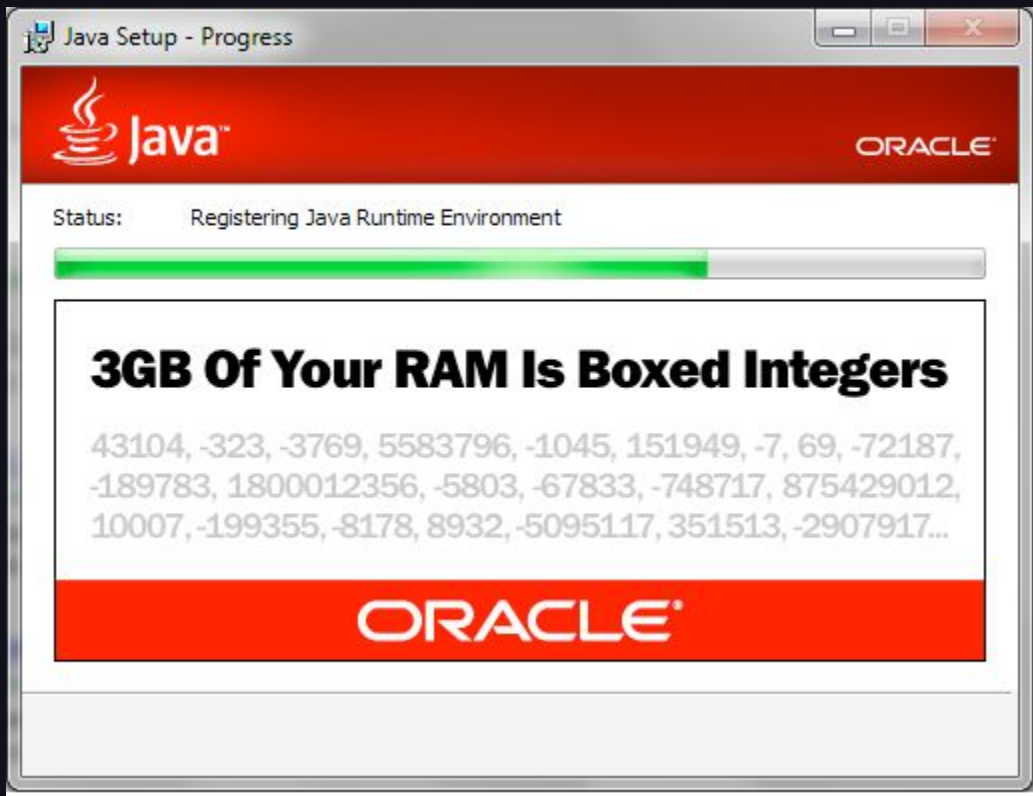 Java Setup - Progress
Java™
ORACLE®
Status: Registering Java Runtime Environment
3GB Of Your RAM Is Boxed Integers
43104, -323, -3769, 5583796, -1045, 151949, -7, 69, -72187,
-189783, 1800012356, -5803, -67833, -748717, 875429012,
10007, -199355, -8178, 8932, -5095117, 351513, -2907917...
ORACLE®